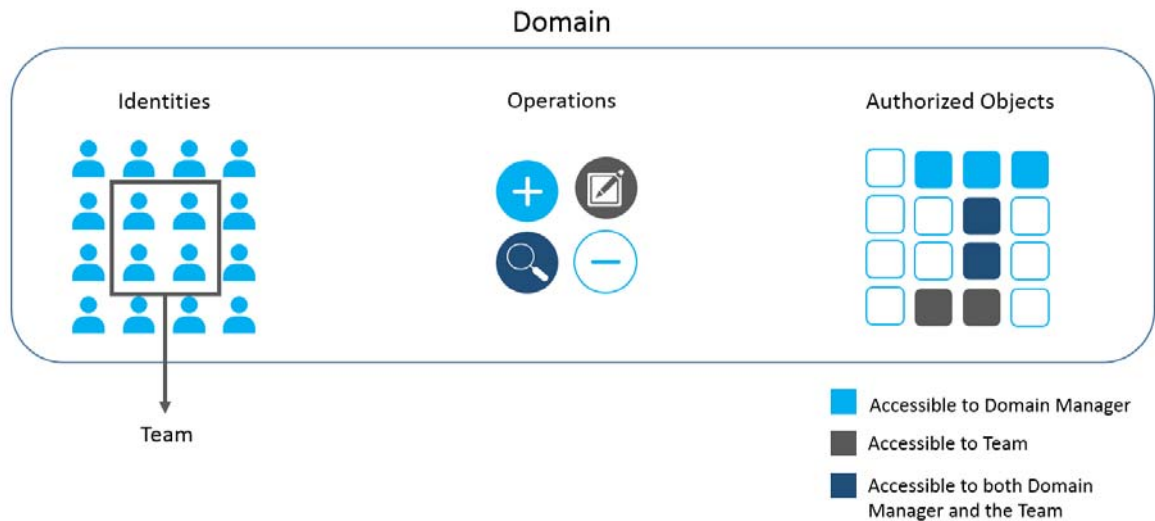 Domain
Identities
Operations
Authorized Objects
Team
Accessible to Domain Manager
Accessible to Team
Accessible to both Domain
Manager and the Team